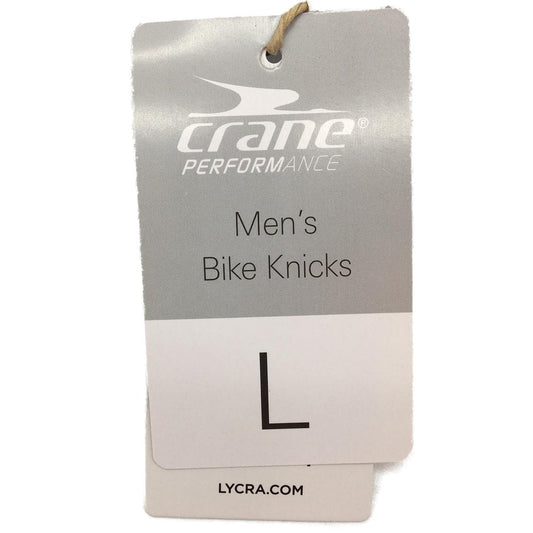 crane®
PERFORMANCE
Men's
Bike Knicks
L
LYCRA.COM